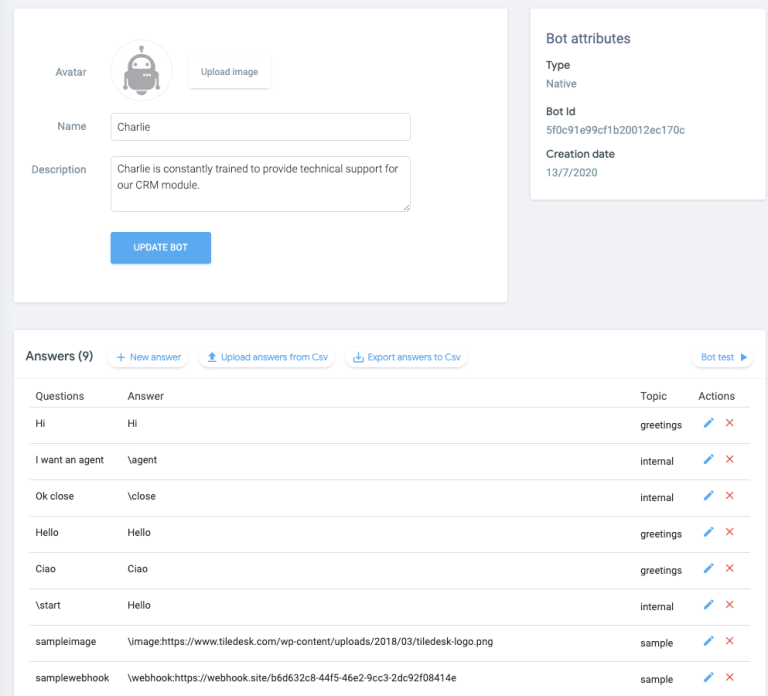 Avatar
Upload image
Name
Charlie
Description
Charlie is constantly trained to provide technical support for
our CRM module.
UPDATE BOT
Bot attributes
Type
Native
Bot Id
5f0c91e99cf1b20012ec170c
Creation date
13/7/2020
Answers (9)
New answer
Upload answers from Csv
Export answers to Csv
Bot test
Questions Answer Topic Actions
Hi Hi greetings
I want an agent \agent internal
Ok close \close internal
Hello Hello greetings
Ciao Ciao greetings
\start Hello internal
sampleimage \image:https://www.tiledesk.com/wp-content/uploads/2018/03/tiledesk-logo.png sample
samplewebhook \webhook:https://webhook.site/b6d632c8-44f5-46e2-9cc3-2dc92f08414e sample